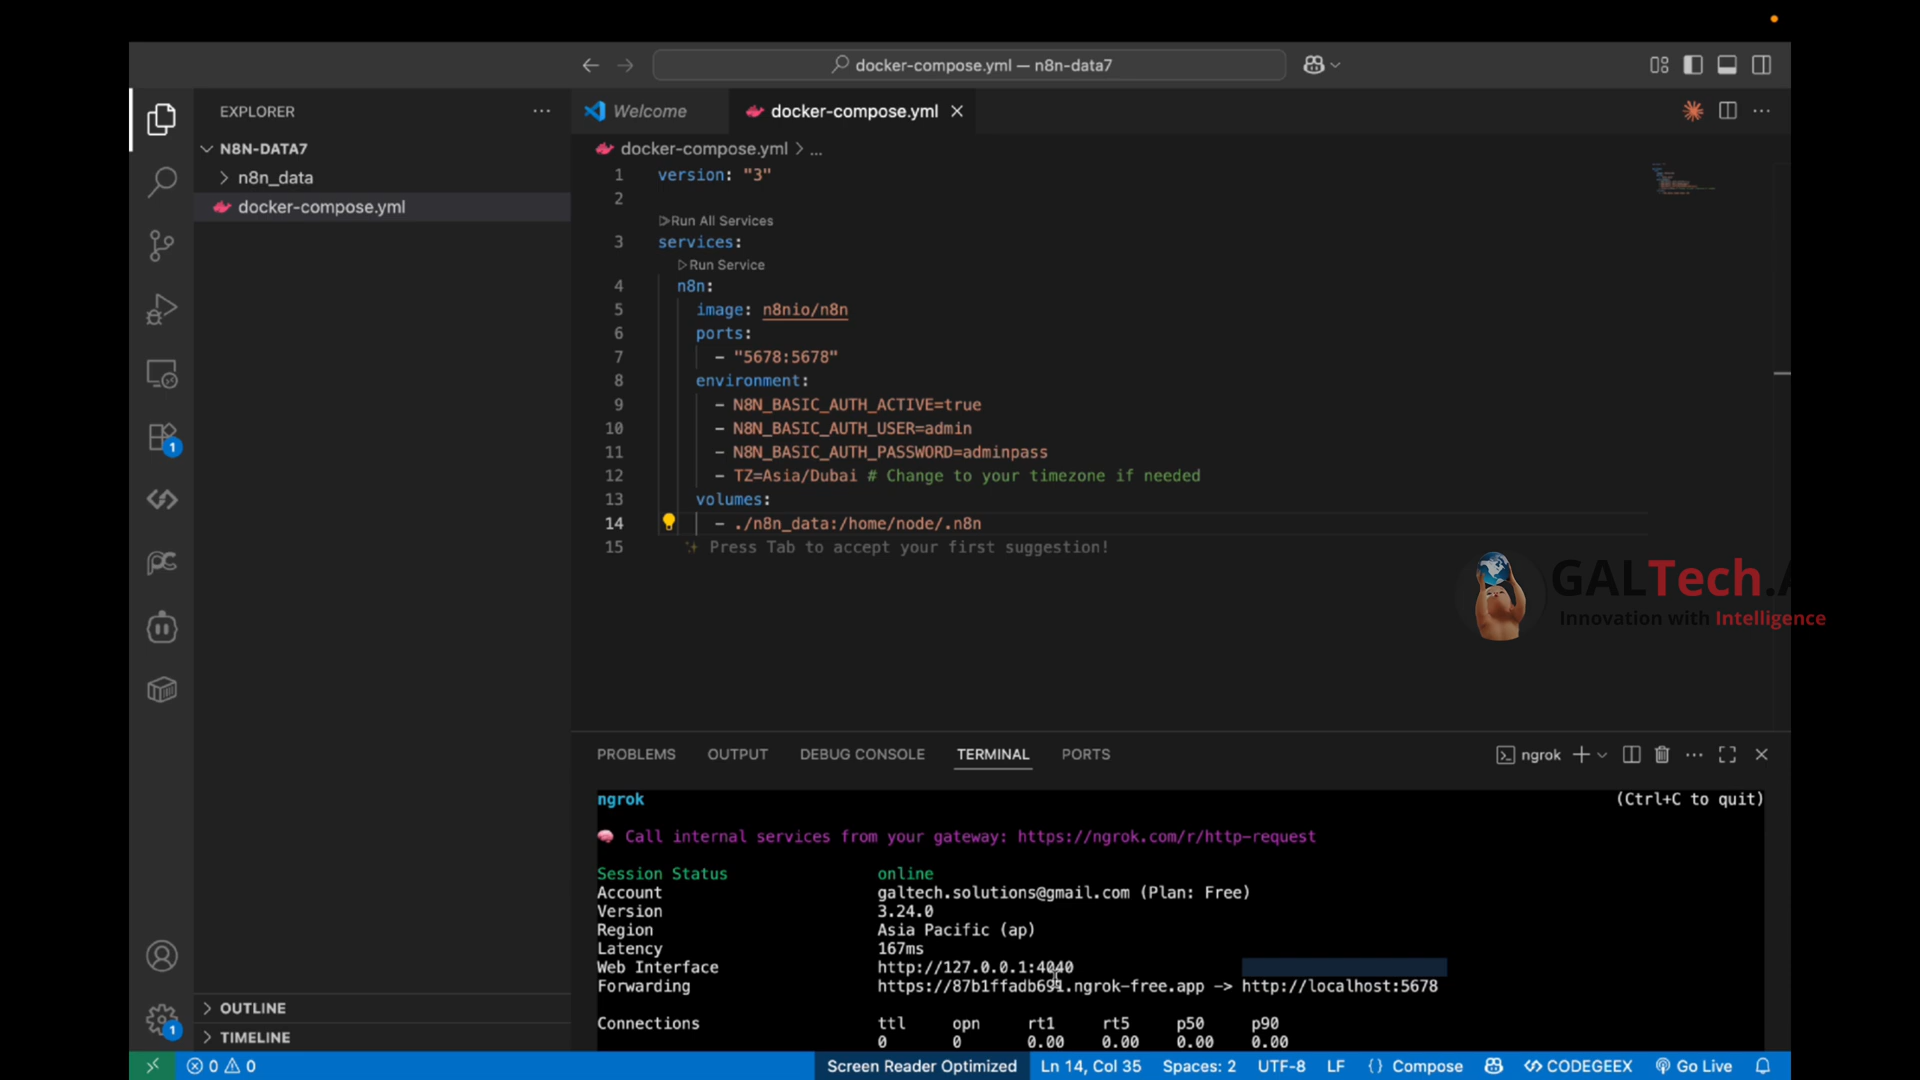 docker-compose.yml — n8n-data7
EXPLORER
Welcome
docker-compose.yml
N8N-DATA7
n8n_data
docker-compose.yml
docker-compose.yml > ...
1 version: "3"
2
Run All Services
3 services:
Run Service
4 n8n:
5 image: n8nio/n8n
6 ports:
7 - "5678:5678"
8 environment:
9 - N8N_BASIC_AUTH_ACTIVE=true
10 - N8N_BASIC_AUTH_USER=admin
11 - N8N_BASIC_AUTH_PASSWORD=adminpass
12 - TZ=Asia/Dubai # Change to your timezone if needed
13 volumes:
14 - ./n8n_data:/home/node/.n8n
15 Press Tab to accept your first suggestion!
1
GALTech.A
Innovation with Intelligence
PROBLEMS OUTPUT DEBUG CONSOLE TERMINAL PORTS
ngrok
ngrok (Ctrl+C to quit)
Call internal services from your gateway: https://ngrok.com/r/http-request
Session Status online
Account galtech.solutions@gmail.com (Plan: Free)
Version 3.24.0
Region Asia Pacific (ap)
Latency 167ms
Web Interface http://127.0.0.1:4040
Forwarding https://87b1ffadb691.ngrok-free.app -> http://localhost:5678
Connections ttl opn rt1 rt5 p50 p90
0 0 0.00 0.00 0.00 0.00
OUTLINE
TIMELINE
1
0 0
Screen Reader Optimized Ln 14, Col 35 Spaces: 2 UTF-8 LF {} Compose CODEGEEX Go Live